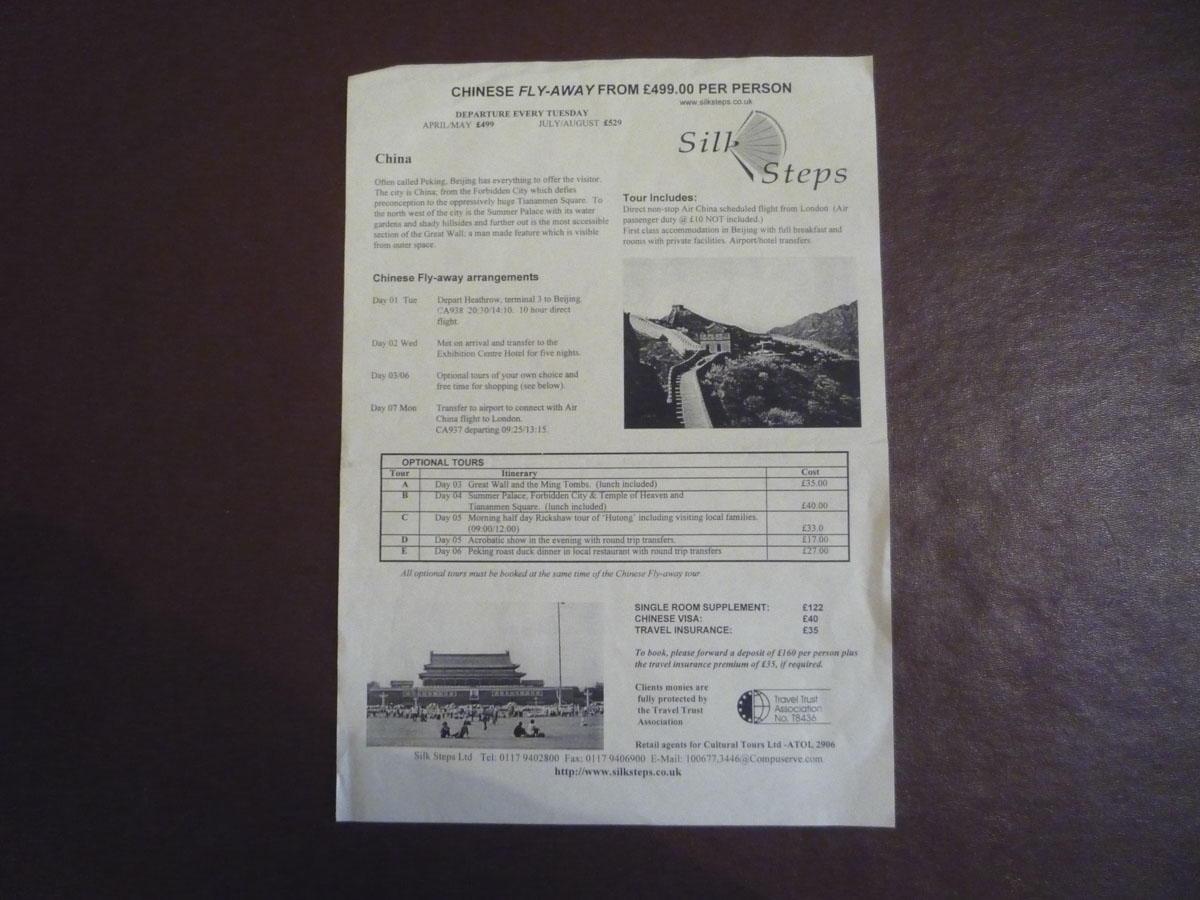 CHINESE FLY-AWAY FROM £499.00 PER PERSON
www.silksteps.co.uk
DEPARTURE EVERY TUESDAY
APRIL/MAY £499 JULY/AUGUST £529
Silk
Steps
China
Often called Peking, Beijing has everything to offer the visitor.
The city is China; from the Forbidden City which defies
preconception to the oppressively huge Tiananmen Square. To
the north west of the city is the Summer Palace with its water
gardens and shady hillsides and further out is the most accessible
section of the Great Wall; a man made feature which is visible
from outer space.
Tour Includes:
Direct non-stop Air China scheduled flight from London (Air
passenger duty @ £10 NOT included.)
First class accommodation in Beijing with full breakfast and
rooms with private facilities. Airport/hotel transfers.
Chinese Fly-away arrangements
Day 01 Tue Depart Heathrow, terminal 3 to Beijing.
CA938 20:30/14:10. 10 hour direct
flight.
Day 02 Wed Met on arrival and transfer to the
Exhibition Centre Hotel for five nights.
Day 03/06 Optional tours of your own choice and
free time for shopping (see below).
Day 07 Mon Transfer to airport to connect with Air
China flight to London.
CA937 departing 09:25/13:15.
OPTIONAL TOURS
Tour Itinerary Cost
A Day 03 Great Wall and the Ming Tombs. (lunch included) £35.00
B Day 04 Summer Palace, Forbidden City & Temple of Heaven and
Tiananmen Square. (lunch included) £40.00
C Day 05 Morning half day Rickshaw tour of 'Hutong' including visiting local families.
(09:00/12:00) £33.0
D Day 05 Acrobatic show in the evening with round trip transfers. £17.00
E Day 06 Peking roast duck dinner in local restaurant with round trip transfers £27.00
All optional tours must be booked at the same time of the Chinese Fly-away tour
SINGLE ROOM SUPPLEMENT: £122
CHINESE VISA: £40
TRAVEL INSURANCE: £35
To book, please forward a deposit of £160 per person plus
the travel insurance premium of £35, if required.
Clients monies are
fully protected by
the Travel Trust
Association
Travel Trust
Association
No. T8436
Retail agents for Cultural Tours Ltd -ATOL 2906
Silk Steps Ltd Tel: 0117 9402800 Fax: 0117 9406900 E-Mail: 100677,3446@Compuserve.com
http://www.silksteps.co.uk